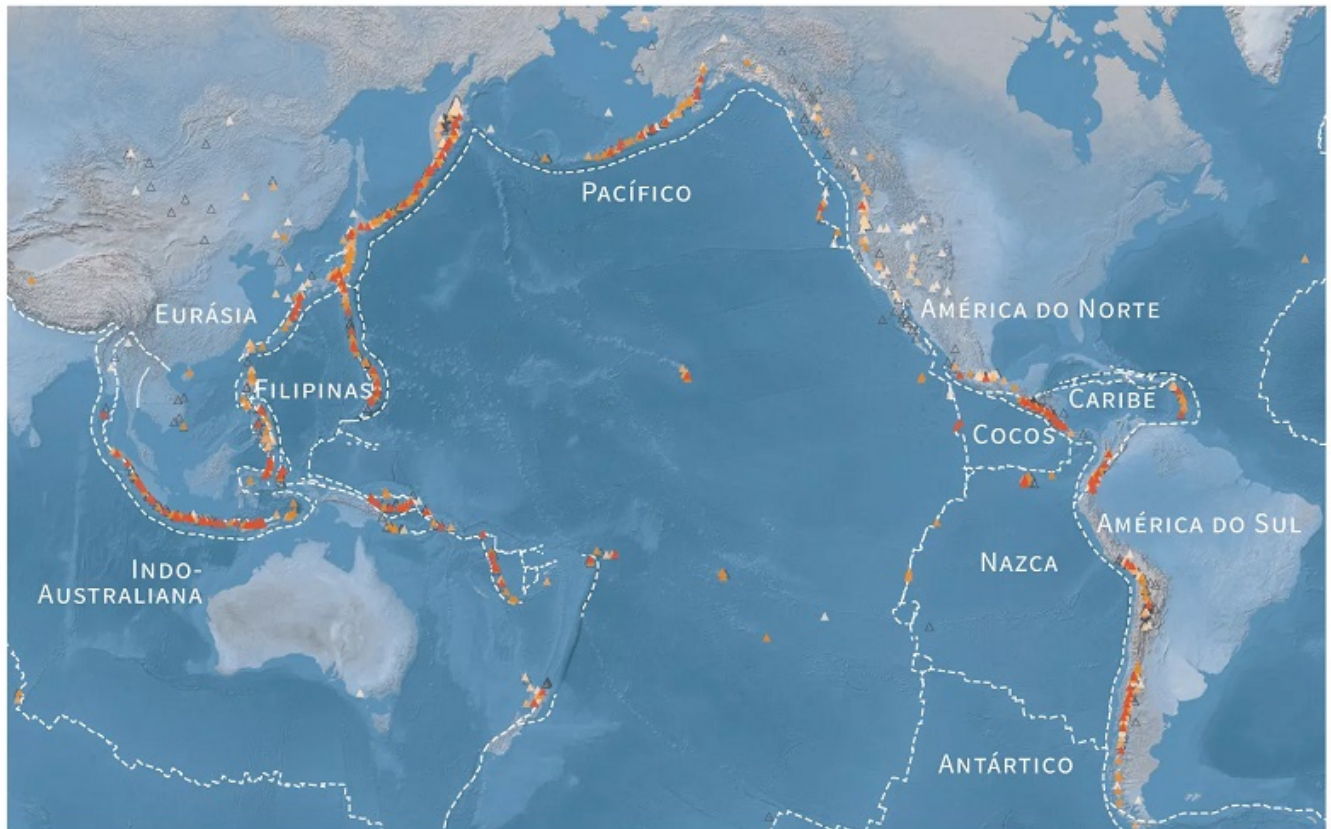 PACÍFICO
EURÁSIA
AMÉRICA DO NORTE
FILIPINAS
CARIBE
COCOS
AMÉRICA DO SUL
NAZCA
INDO-
AUSTRALIANA
ANTÁRTICO